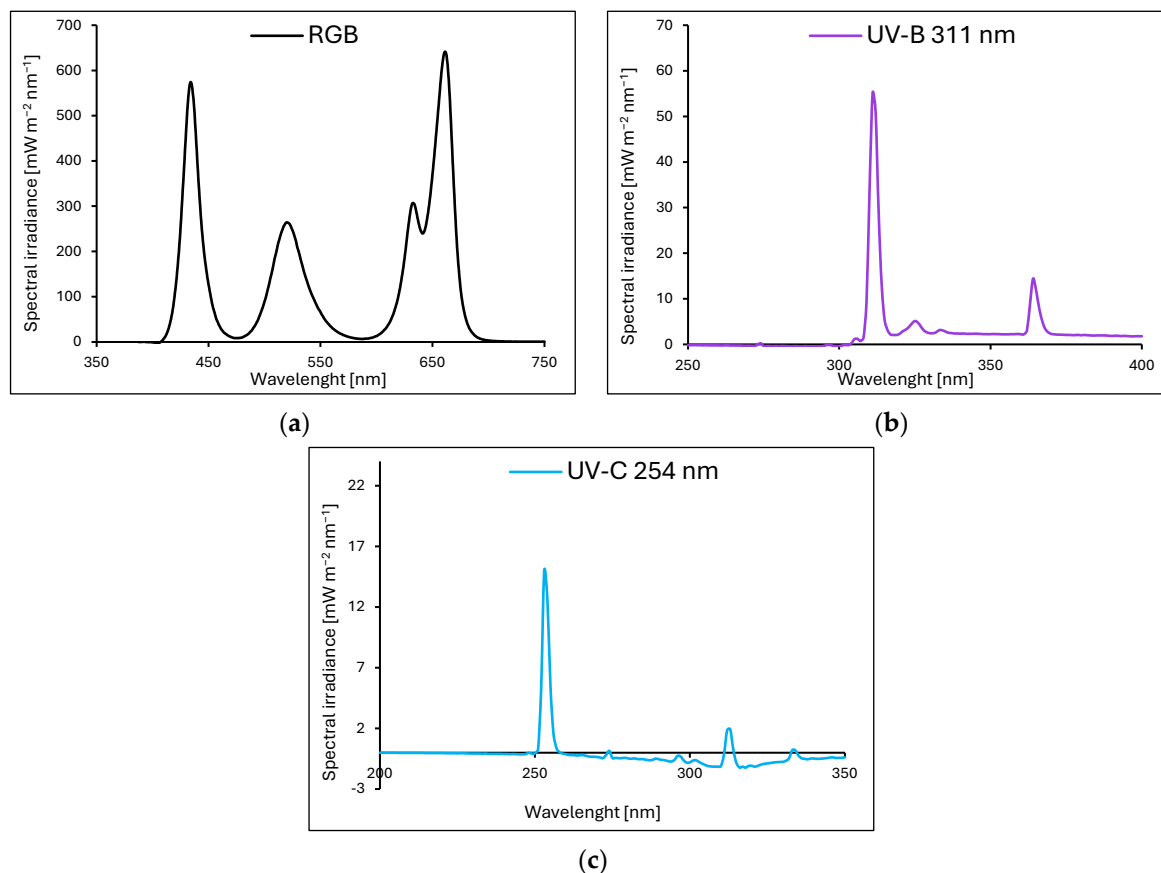 RGB
Spectral irradiance [mW m⁻² nm⁻¹]
700
600
500
400
300
200
100
0
350 450 550 650 750
Wavelenght [nm]
(a)
UV-B 311 nm
Spectral irradiance [mW m⁻² nm⁻¹]
70
60
50
40
30
20
10
0
250 300 350 400
Wavelenght [nm]
(b)
UV-C 254 nm
Spectral irradiance [mW m⁻² nm⁻¹]
22
17
12
7
2
-3
200 250 300 350
Wavelenght [nm]
(c)